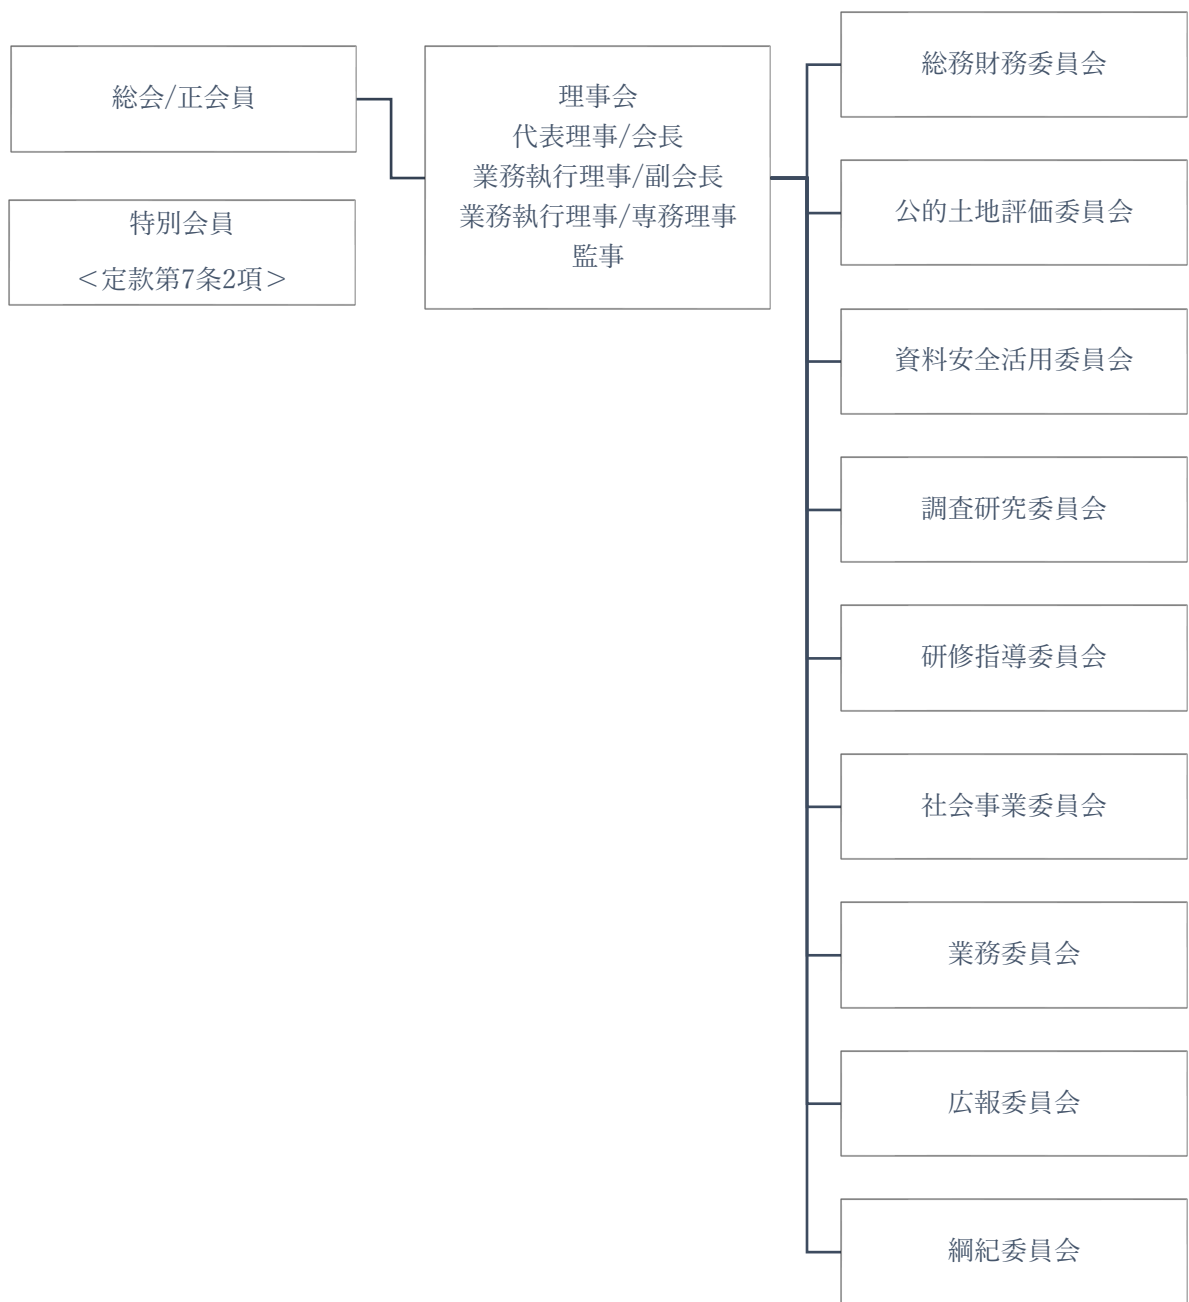 総会/正会員
特別会員
＜定款第7条2項＞
理事会
代表理事/会長
業務執行理事/副会長
業務執行理事/専務理事
監事
総務財務委員会
公的土地評価委員会
資料安全活用委員会
調査研究委員会
研修指導委員会
社会事業委員会
業務委員会
広報委員会
綱紀委員会